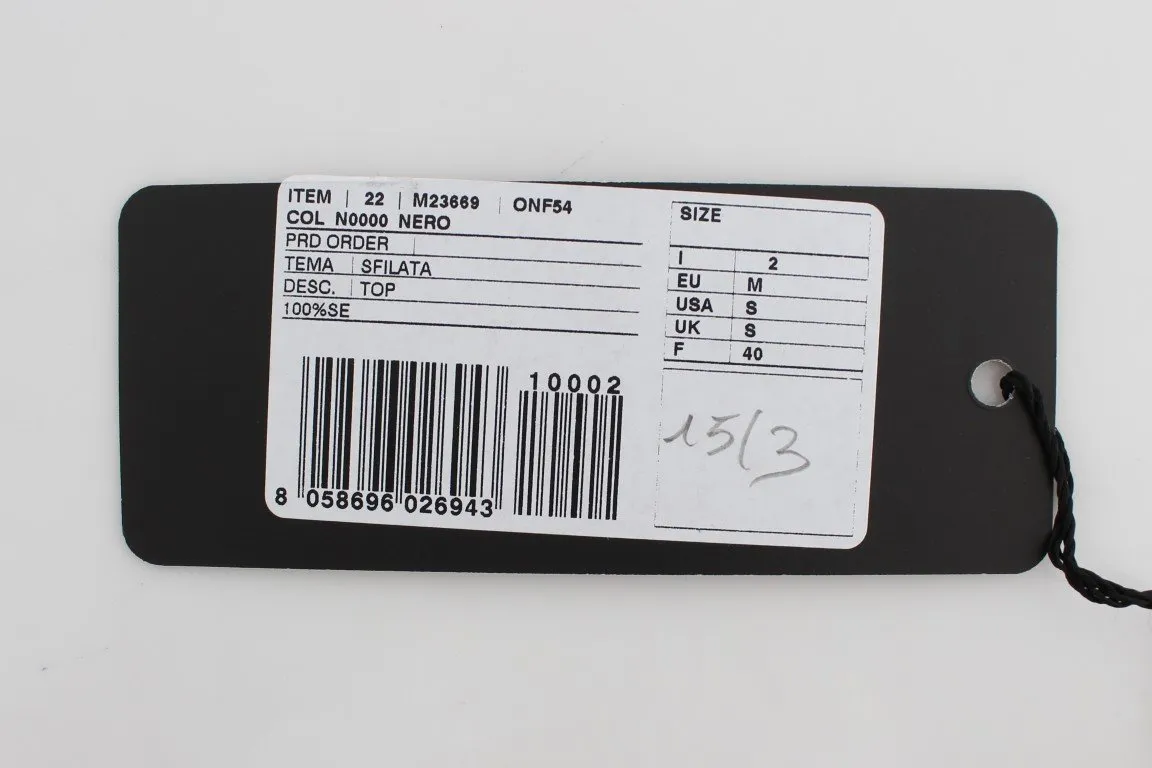 ITEM | 22 | M23669 | ONF54
COL N0000 NERO
PRD ORDER |
TEMA | SFILATA
DESC. | TOP
100%SE
10002
8 058696 026943
SIZE
I 2
EU M
USA S
UK S
F 40
15/3